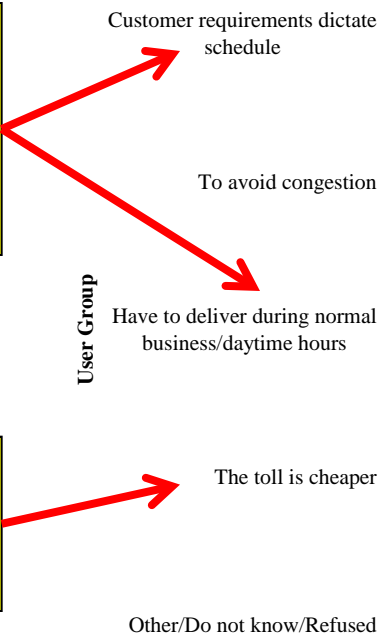 Customer requirements dictate
schedule
To avoid congestion
User Group
Have to deliver during normal
business/daytime hours
The toll is cheaper
Other/Do not know/Refused